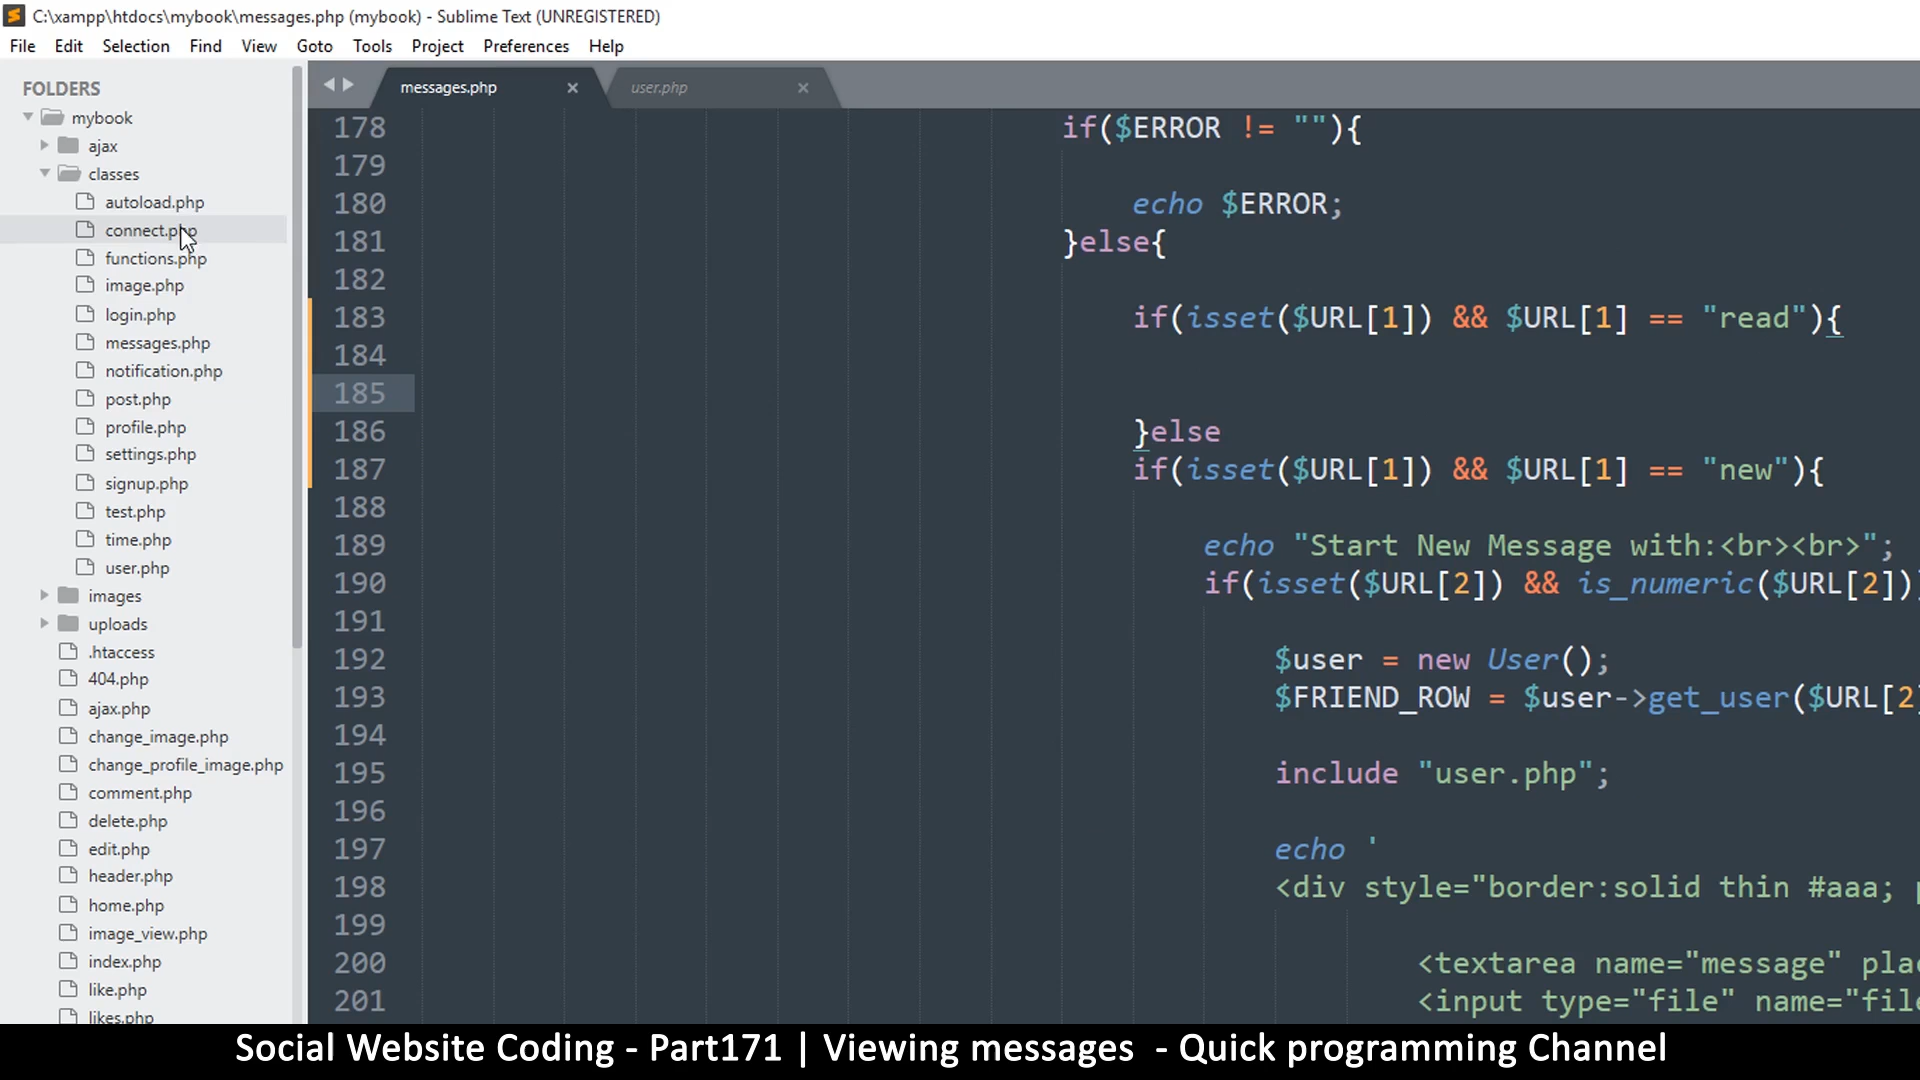 C:\xampp\htdocs\mybook\messages.php (mybook) - Sublime Text (UNREGISTERED)
File Edit Selection Find View Goto Tools Project Preferences Help
FOLDERS
mybook
ajax
classes
autoload.php
connect.php
functions.php
image.php
login.php
messages.php
notification.php
post.php
profile.php
settings.php
signup.php
test.php
time.php
user.php
images
uploads
.htaccess
404.php
ajax.php
change_image.php
change_profile_image.php
comment.php
delete.php
edit.php
header.php
home.php
image_view.php
index.php
like.php
likes.php
messages.php user.php
178 if($ERROR != ""){
179
180 echo $ERROR;
181 }else{
182
183 if(isset($URL[1]) && $URL[1] == "read"){
184
185
186 }else
187 if(isset($URL[1]) && $URL[1] == "new"){
188
189 echo "Start New Message with:<br><br>";
190 if(isset($URL[2]) && is_numeric($URL[2])
191
192 $user = new User();
193 $FRIEND_ROW = $user->get_user($URL[2
194
195 include "user.php";
196
197 echo '
198 <div style="border:solid thin #aaa;
199
200 <textarea name="message" pla
201 <input type="file" name="fil
Social Website Coding - Part171 | Viewing messages - Quick programming Channel